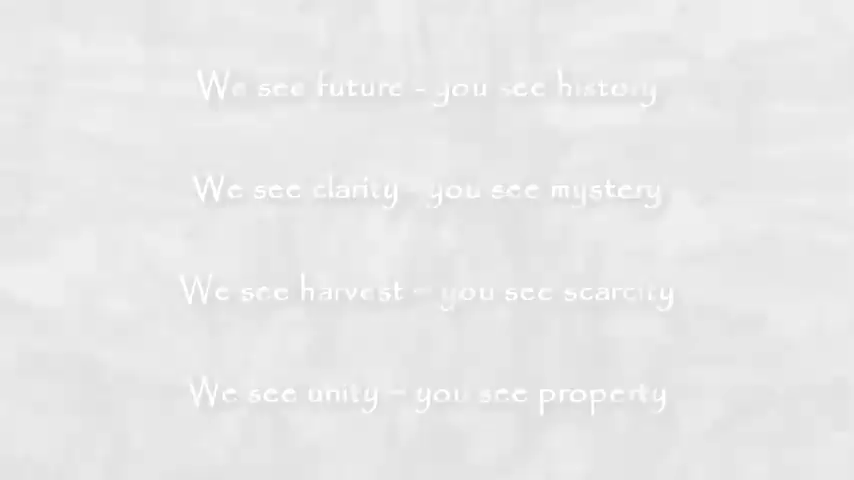 We see future - you see history
We see clarity - you see mystery
We see harvest – you see scarcity
We see unity – you see property